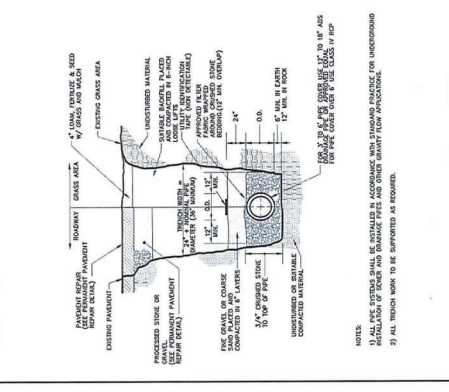 ROADWAY
GRASS AREA
PAVEMENT REPAIR
(SEE PERMANENT PAVEMENT
REPAIR DETAIL)
EXISTING PAVEMENT
PROCESSED STONE OR
GRAVEL
(SEE PERMANENT PAVEMENT
REPAIR DETAIL)
FINE GRAVEL OR COARSE
SAND PLACED AND
COMPACTED IN 6" LAYERS
3/4" CRUSHED STONE
TO TOP OF PIPE
UNDISTURBED OR SUITABLE
COMPACTED MATERIAL
TRENCH WIDTH =
24" + NOMINAL PIPE
DIAMETER (36" MINIMUM)
12"
MIN.
O.D.
12"
MIN.
4" LOAM, FERTILIZE & SEED
W/ GRASS AND MULCH
EXISTING GRASS AREA
UNDISTURBED MATERIAL
SUITABLE BACKFILL PLACED
AND COMPACTED IN 6-INCH
LOOSE LIFTS
UTILITY IDENTIFICATION
TAPE (NON DETECTABLE)
APPROVED FILTER
FABRIC WRAPPED
AROUND CRUSHED STONE
BEDDING.(12" MIN. OVERLAP)
24"
O.D.
6" MIN. IN EARTH
12" MIN. IN ROCK
FOR 3' TO 6' PIPE COVER USE 12" TO 18" ADS
DRAINAGE PIPE OR APPROVED EQUAL
FOR PIPE COVER OVER 6' USE CLASS IV RCP
NOTES:
1) ALL PIPE SYSTEMS SHALL BE INSTALLED IN ACCORDANCE WITH STANDARD PRACTICE FOR UNDERGROUND
INSTALLATION OF SEWER AND DRAINAGE PIPES AND OTHER GRAVITY FLOW APPLICATIONS.
2) ALL TRENCH WORK TO BE SUPPORTED AS REQUIRED.